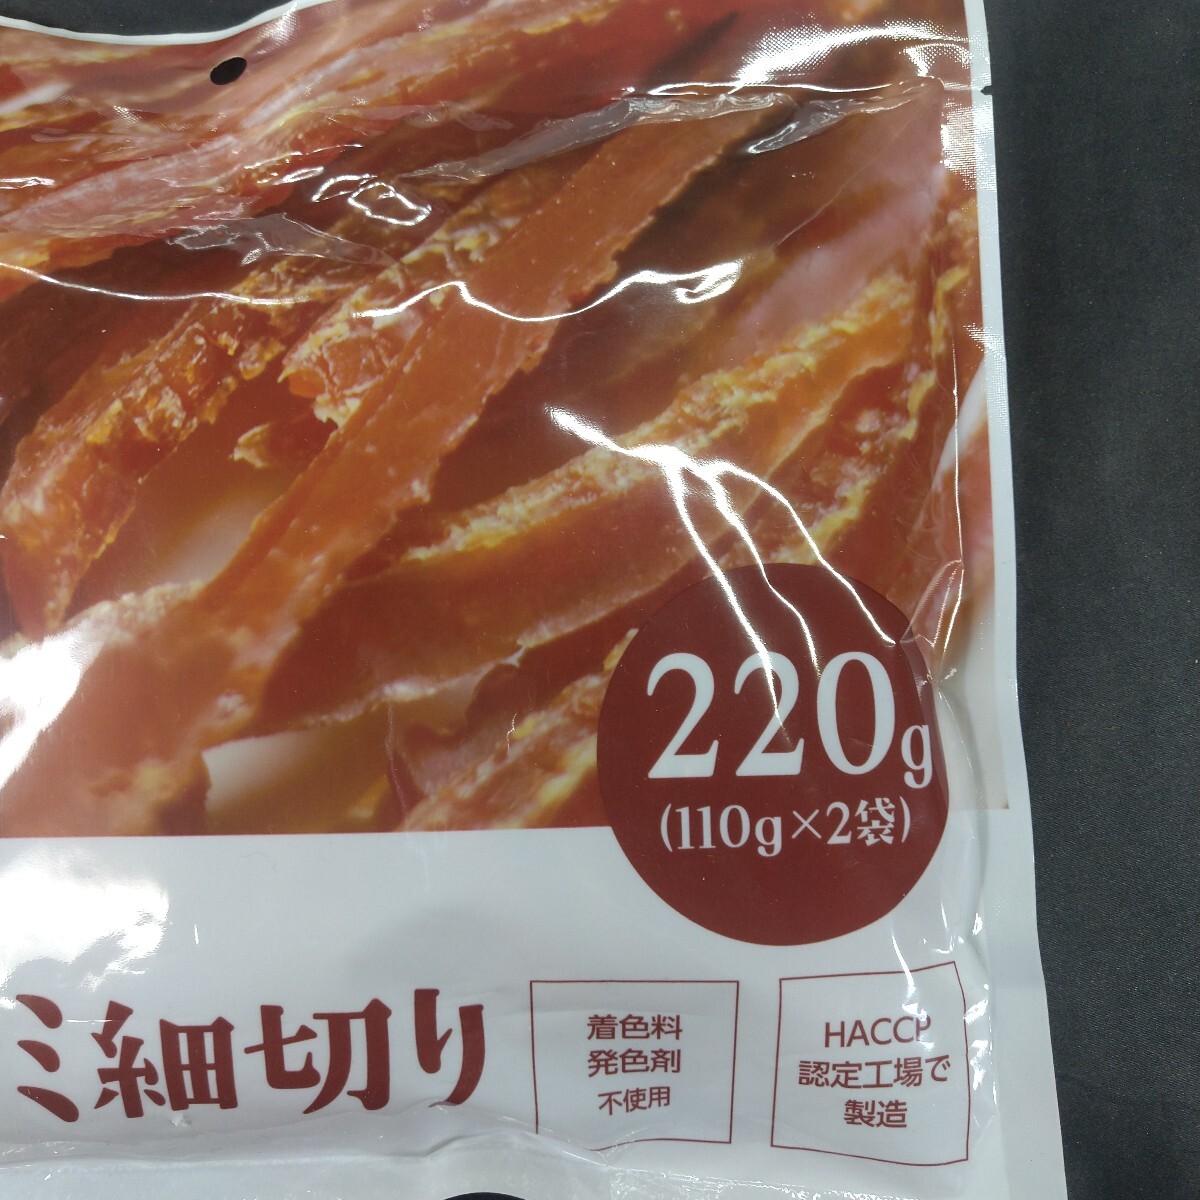 220g
(110g×2袋)
ミ細切り
着色料
発色剤
不使用
HACCP
認定工場で
製造